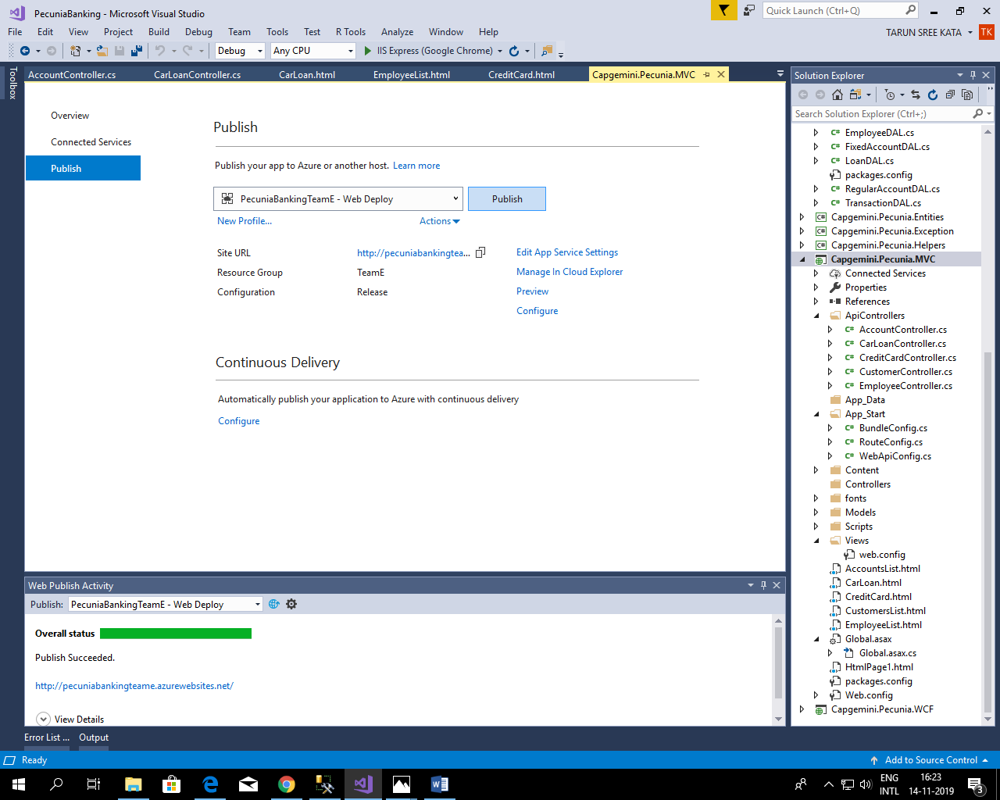 PecuniaBanking - Microsoft Visual Studio
Quick Launch (Ctrl+Q)
File Edit View Project Build Debug Team Tools Test R Tools Analyze Window Help
TARUN SREE KATA TK
Debug Any CPU IIS Express (Google Chrome)
Toolbox
AccountController.cs CarLoanController.cs CarLoan.html EmployeeList.html CreditCard.html Capgemini.Pecunia.MVC
Overview
Connected Services
Publish
Publish
Publish your app to Azure or another host. Learn more
PecuniaBankingTeamE - Web Deploy Publish
New Profile... Actions
Site URL http://pecuniabankingtea... Edit App Service Settings
Resource Group TeamE Manage In Cloud Explorer
Configuration Release Preview
Configure
Continuous Delivery
Automatically publish your application to Azure with continuous delivery
Configure
Web Publish Activity
Publish: PecuniaBankingTeamE - Web Deploy
Overall status
Publish Succeeded.
http://pecuniabankingteame.azurewebsites.net/
View Details
Error List ... Output
Solution Explorer
Search Solution Explorer (Ctrl+;)
C# EmployeeDAL.cs
C# FixedAccountDAL.cs
C# LoanDAL.cs
packages.config
C# RegularAccountDAL.cs
C# TransactionDAL.cs
C# Capgemini.Pecunia.Entities
C# Capgemini.Pecunia.Exception
C# Capgemini.Pecunia.Helpers
Capgemini.Pecunia.MVC
Connected Services
Properties
References
ApiControllers
C# AccountController.cs
C# CarLoanController.cs
C# CreditCardController.cs
C# CustomerController.cs
C# EmployeeController.cs
App_Data
App_Start
C# BundleConfig.cs
C# RouteConfig.cs
C# WebApiConfig.cs
Content
Controllers
fonts
Models
Scripts
Views
web.config
AccountsList.html
CarLoan.html
CreditCard.html
CustomersList.html
EmployeeList.html
Global.asax
Global.asax.cs
HtmlPage1.html
packages.config
Web.config
Capgemini.Pecunia.WCF
Ready Add to Source Control
ENG 16:23
INTL 14-11-2019 3